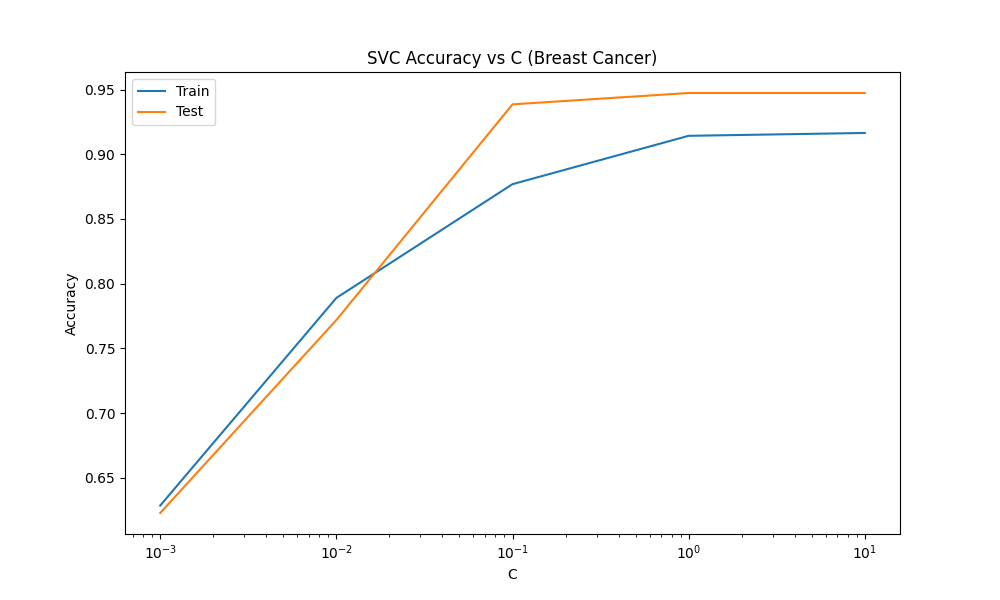 SVC Accuracy vs C (Breast Cancer)
Train
Test
0.95
0.90
0.85
0.80
0.75
0.70
0.65
Accuracy
10⁻³ 10⁻² 10⁻¹ 10⁰ 10¹
C